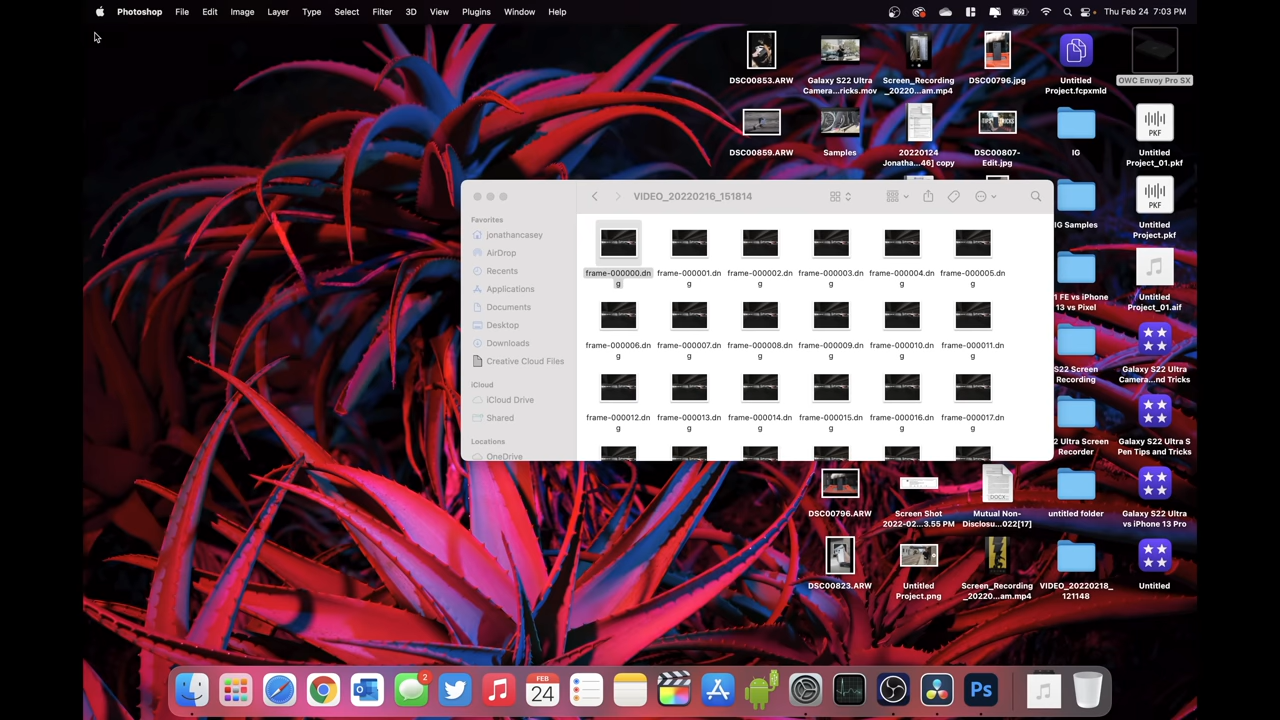 Photoshop File Edit Image Layer Type Select Filter 3D View Plugins Window Help Thu Feb 24 7:03 PM
DSC00853.ARW
Galaxy S22 Ultra
Camera...ricks.mov
Screen_Recording
_20220...am.mp4
DSC00796.jpg
Untitled
Project.fcpxmld
OWC Envoy Pro SX
DSC00859.ARW
Samples
20220124
Jonatha...46] copy
DSC00807-
Edit.jpg
IG
PKF
Untitled
Project_01.pkf
VIDEO_20220216_151814
Favorites
jonathancasey
AirDrop
Recents
Applications
Documents
Desktop
Downloads
Creative Cloud Files
iCloud
iCloud Drive
Shared
Locations
OneDrive
frame-000000.dn
g
frame-000001.dn
g
frame-000002.dn
g
frame-000003.dn
g
frame-000004.dn
g
frame-000005.dn
g
frame-000006.dn
g
frame-000007.dn
g
frame-000008.dn
g
frame-000009.dn
g
frame-000010.dn
g
frame-000011.dn
g
frame-000012.dn
g
frame-000013.dn
g
frame-000014.dn
g
frame-000015.dn
g
frame-000016.dn
g
frame-000017.dn
g
IG Samples
PKF
Untitled
Project.pkf
1 FE vs iPhone
13 vs Pixel
Untitled
Project_01.aif
S22 Screen
Recording
Galaxy S22 Ultra
Camera...nd Tricks
2 Ultra Screen
Recorder
Galaxy S22 Ultra S
Pen Tips and Tricks
DSC00796.ARW
Screen Shot
2022-02...3.55 PM
DOCX
Mutual Non-
Disclosu...022[17]
untitled folder
Galaxy S22 Ultra
vs iPhone 13 Pro
DSC00823.ARW
Untitled
Project.png
Screen_Recording
_20220...am.mp4
VIDEO_20220218_
121148
Untitled
2
FEB
24
Ps